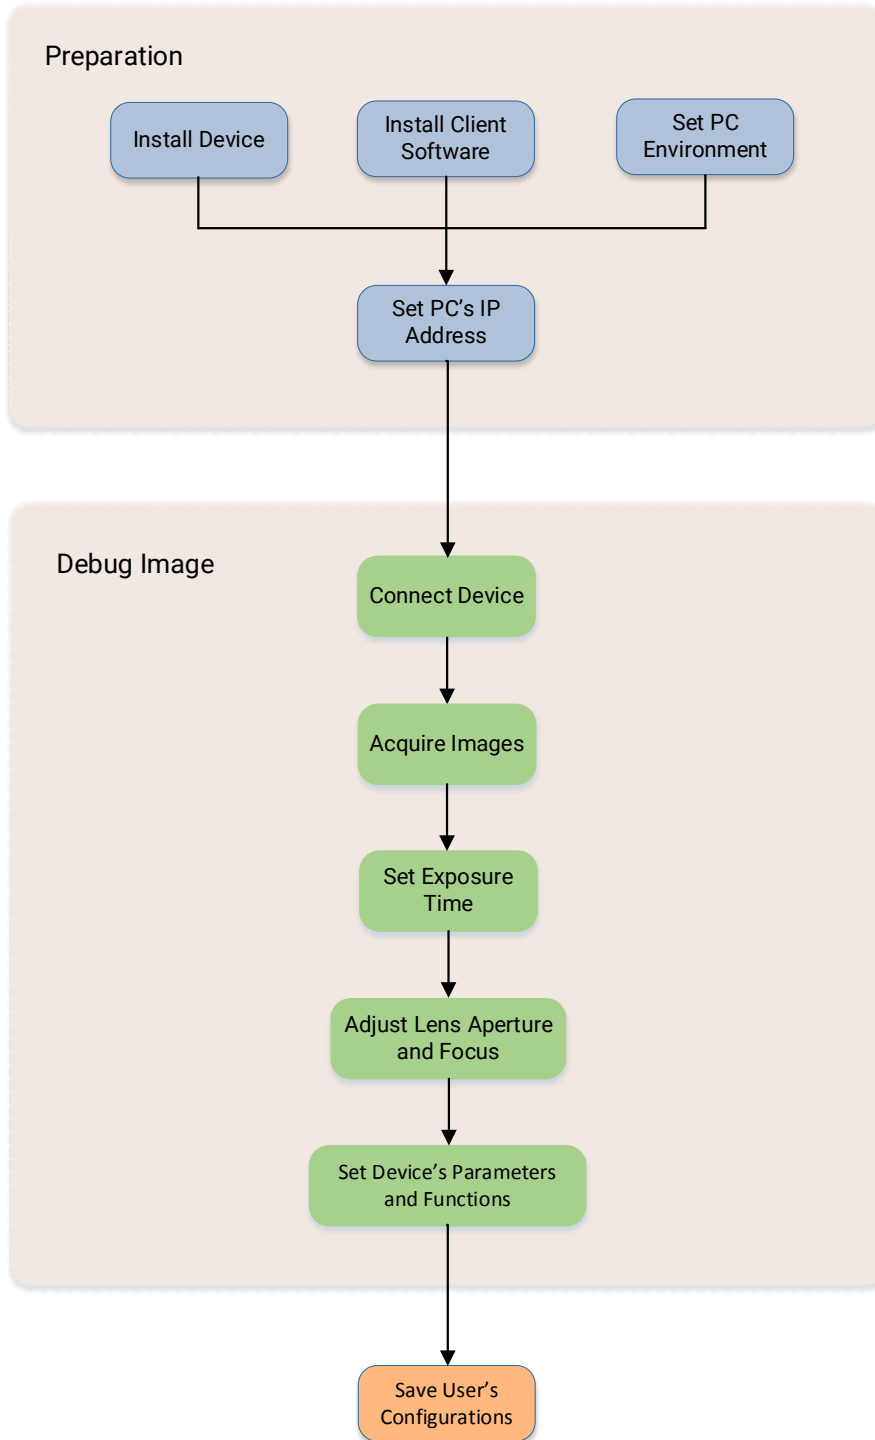 Preparation
Install Device
Install Client
Software
Set PC
Environment
Set PC’s IP
Address
Debug Image
Connect Device
Acquire Images
Set Exposure
Time
Adjust Lens Aperture
and Focus
Set Device’s Parameters
and Functions
Save User’s
Configurations